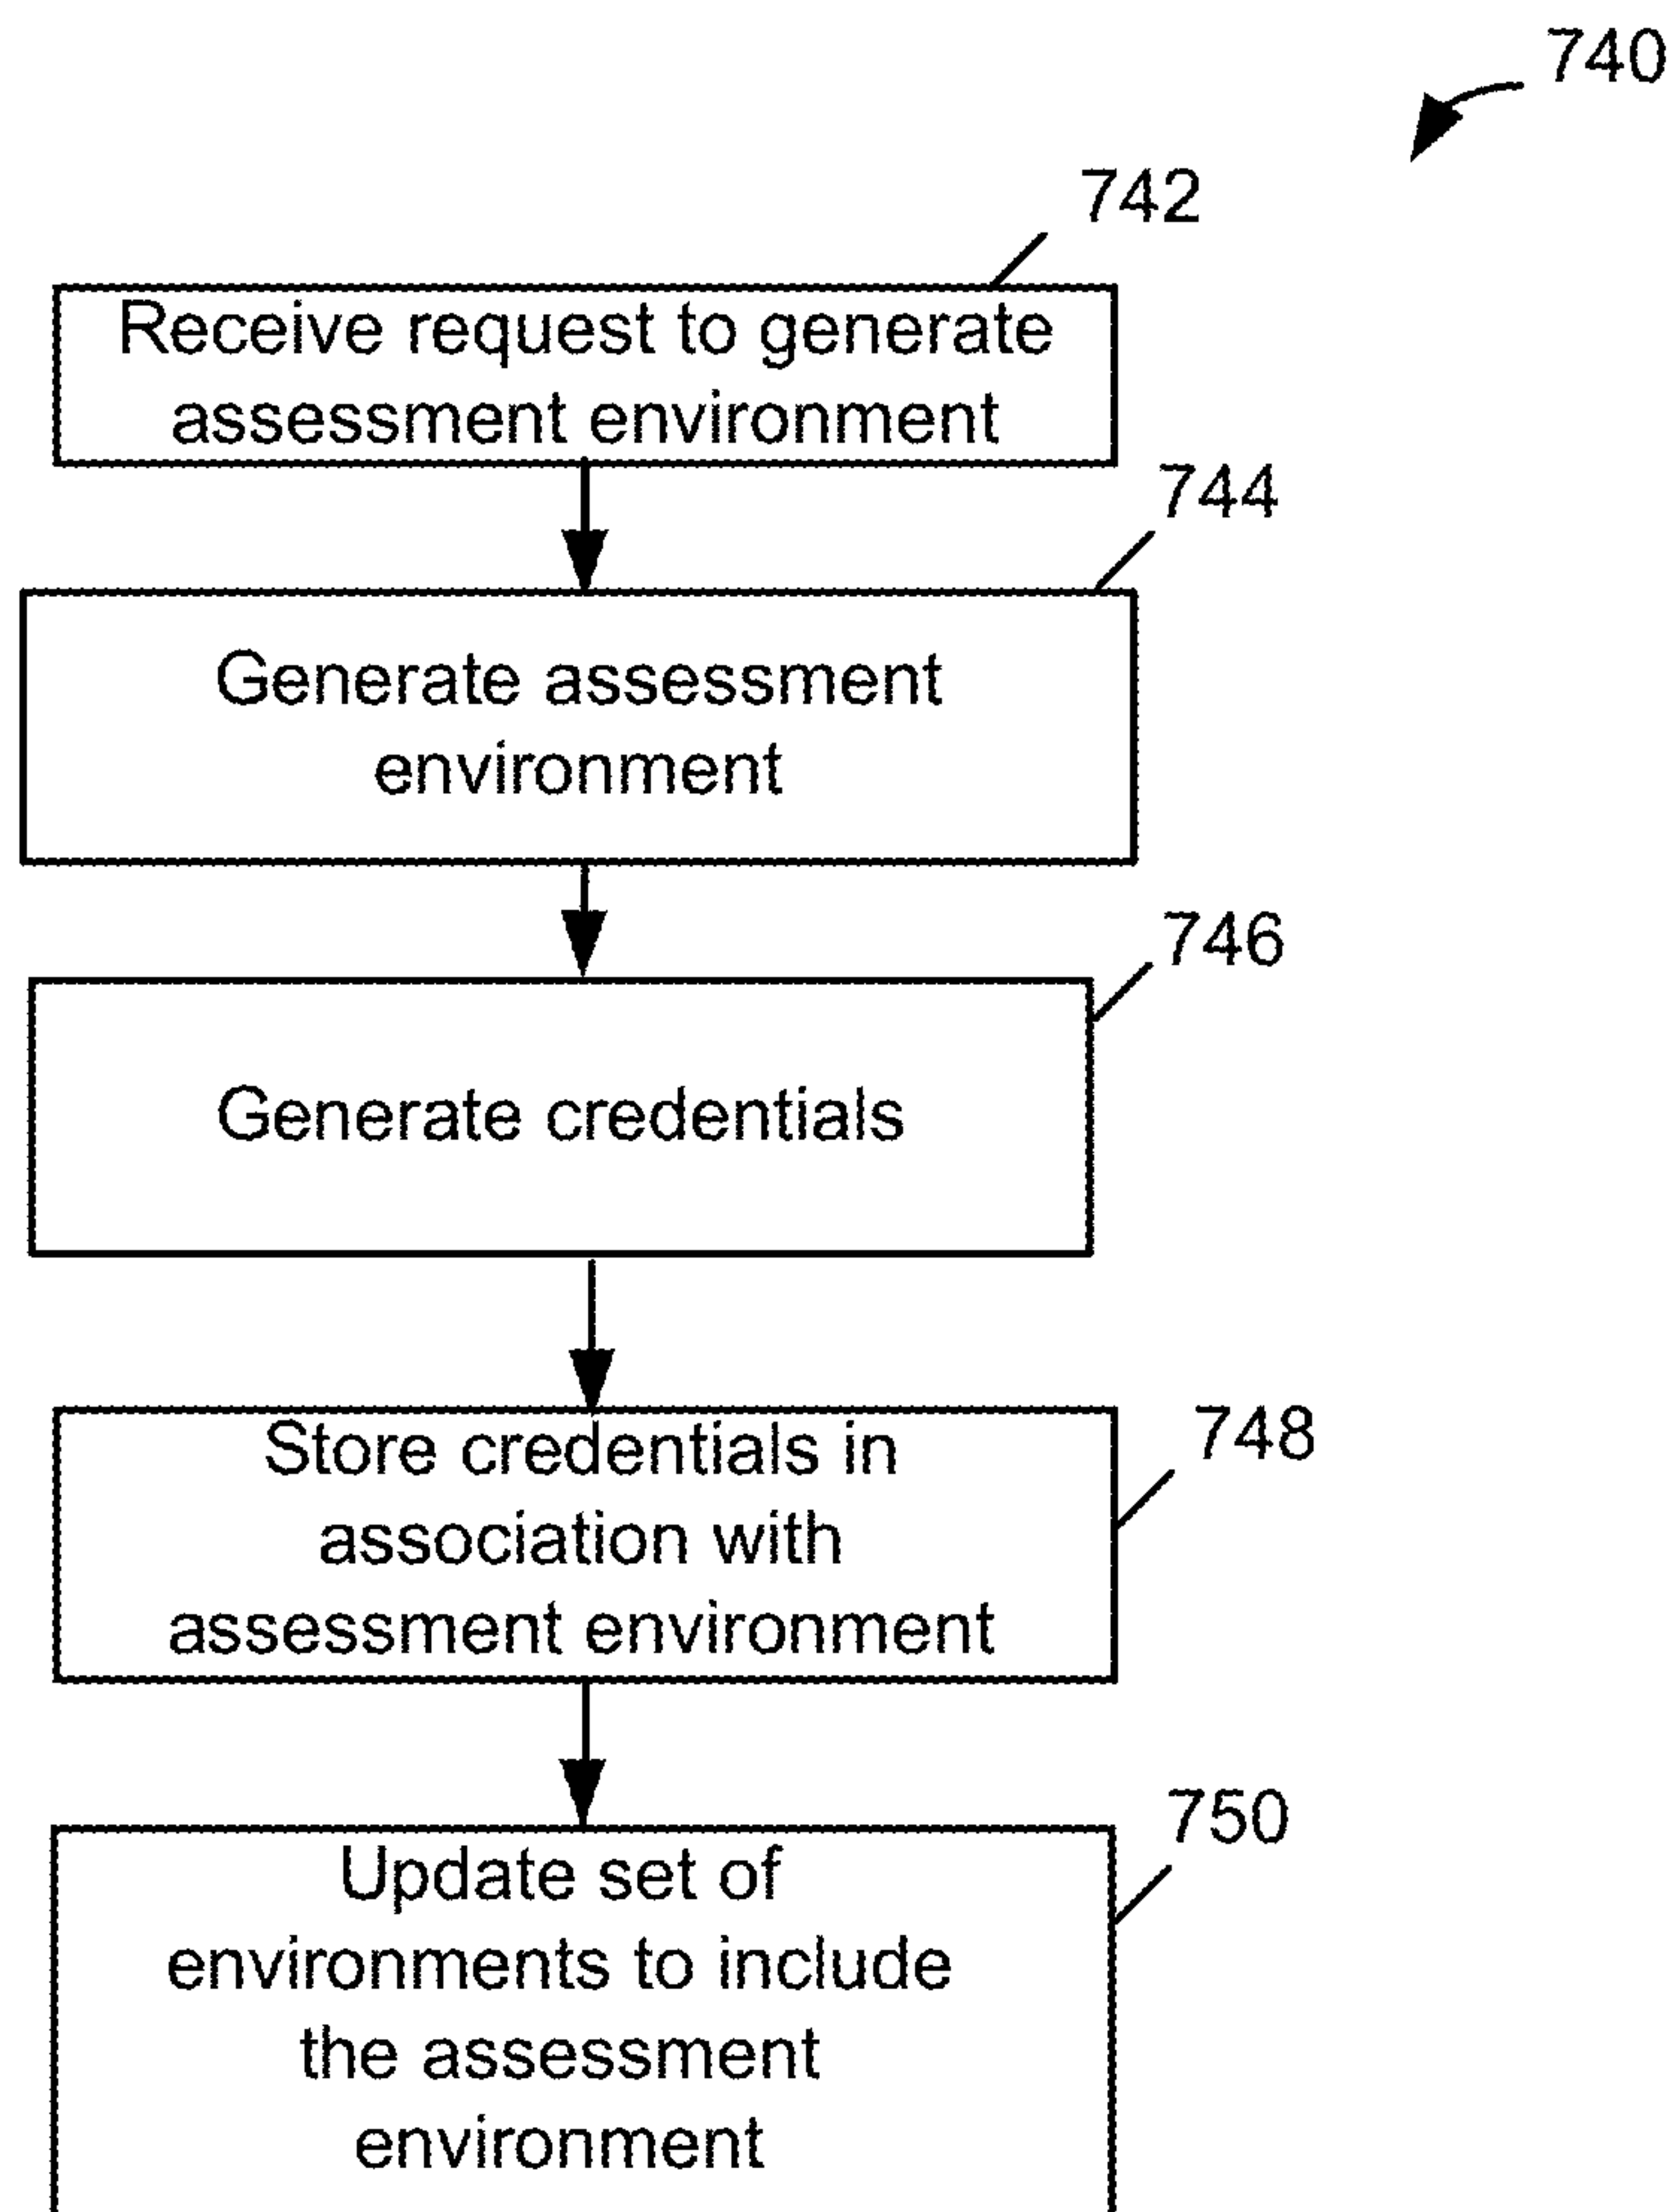 740
742
Receive request to generate
assessment environment
744
Generate assessment
environment
746
Generate credentials
748
Store credentials in
association with
assessment environment
750
Update set of
environments to include
the assessment
environment